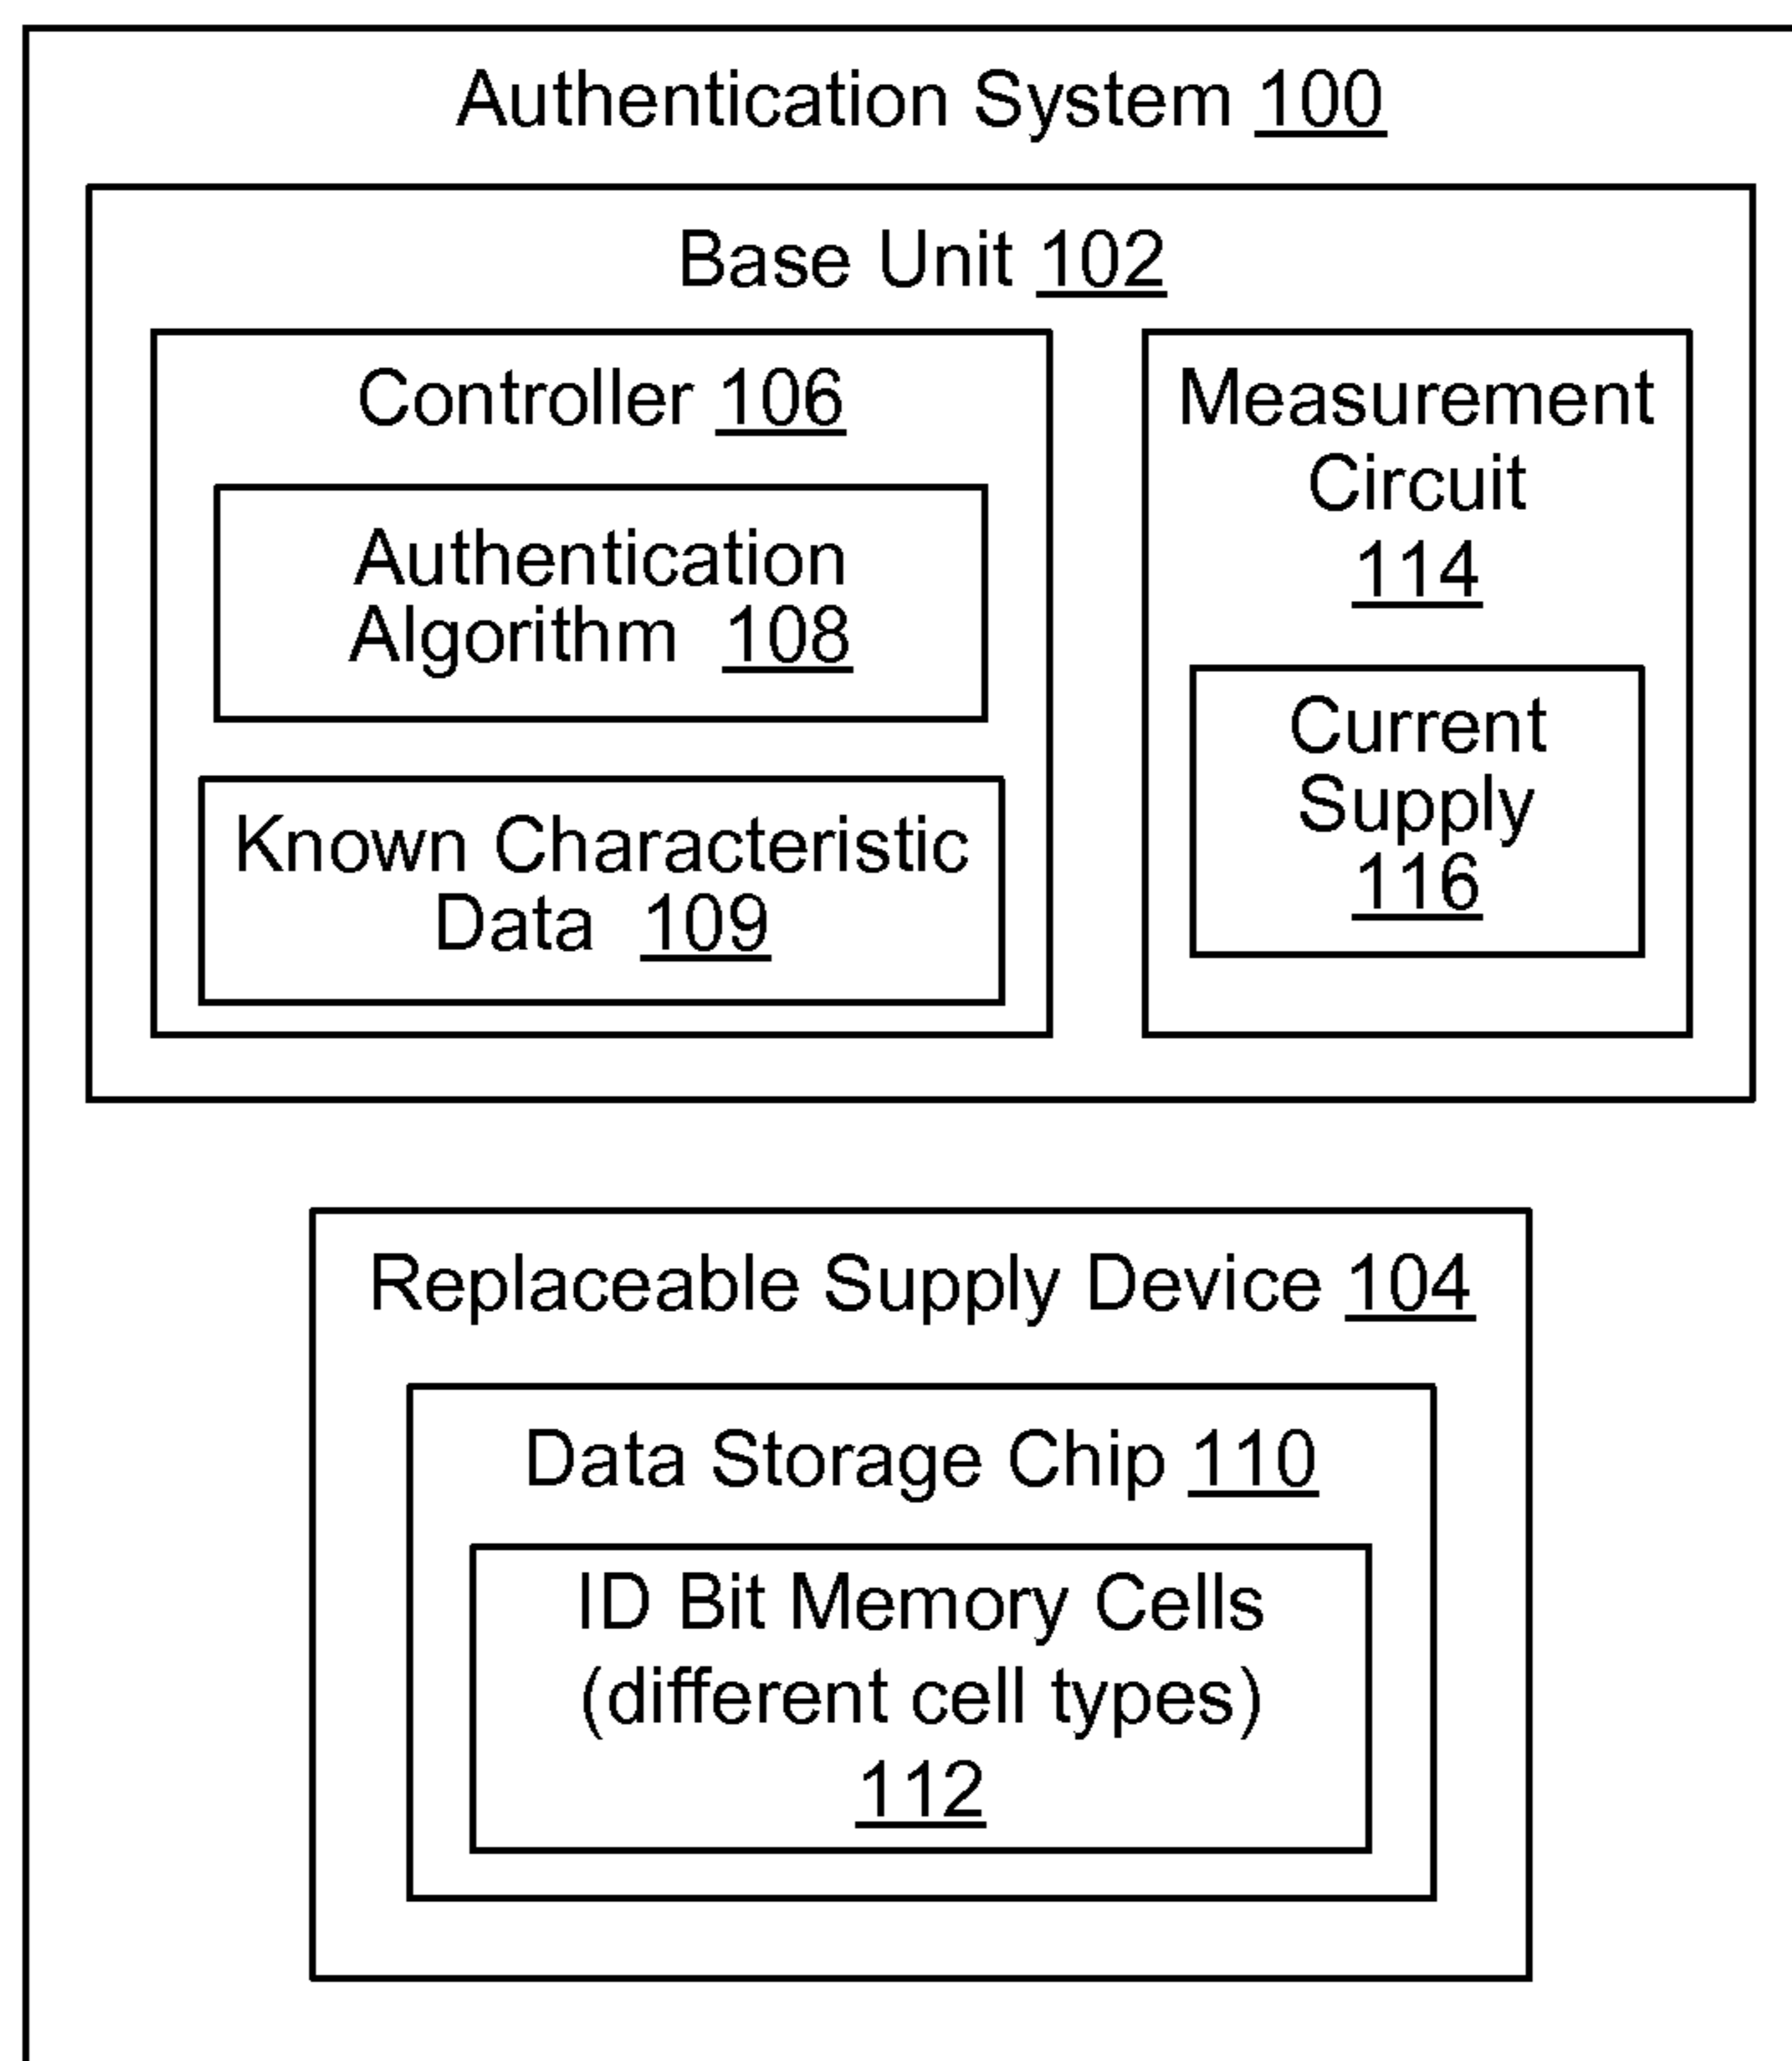 Authentication System 100
Base Unit 102
Controller 106
Authentication
Algorithm 108
Known Characteristic
Data 109
Measurement
Circuit
114
Current
Supply
116
Replaceable Supply Device 104
Data Storage Chip 110
ID Bit Memory Cells
(different cell types)
112